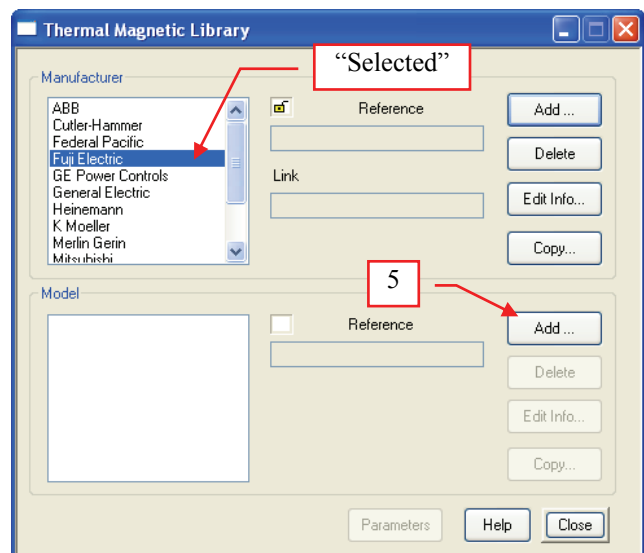 Thermal Magnetic Library
“Selected”
Manufacturer
ABB
Cutler-Hammer
Federal Pacific
Fuji Electric
GE Power Controls
General Electric
Heinemann
K Moeller
Merlin Gerin
Mitsubishi
Reference
Link
Add ...
Delete
Edit Info...
Copy...
5
Model
Reference
Add ...
Delete
Edit Info...
Copy...
Parameters
Help
Close